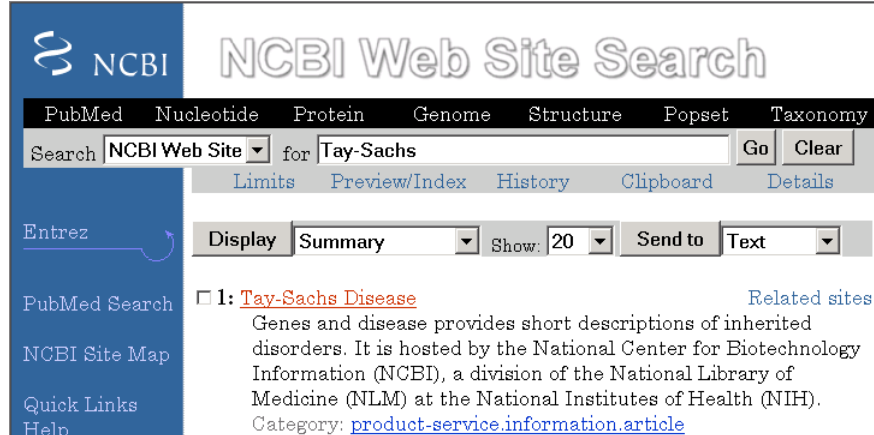 NCBI
NCBI Web Site Search
PubMed Nucleotide Protein Genome Structure Popset Taxonomy
Search NCBI Web Site for Tay-Sachs Go Clear
Limits Preview/Index History Clipboard Details
Entrez
Display Summary Show: 20 Send to Text
PubMed Search
NCBI Site Map
Quick Links
Help
1: Tay-Sachs Disease Related sites
Genes and disease provides short descriptions of inherited
disorders. It is hosted by the National Center for Biotechnology
Information (NCBI), a division of the National Library of
Medicine (NLM) at the National Institutes of Health (NIH).
Category: product-service.information.article